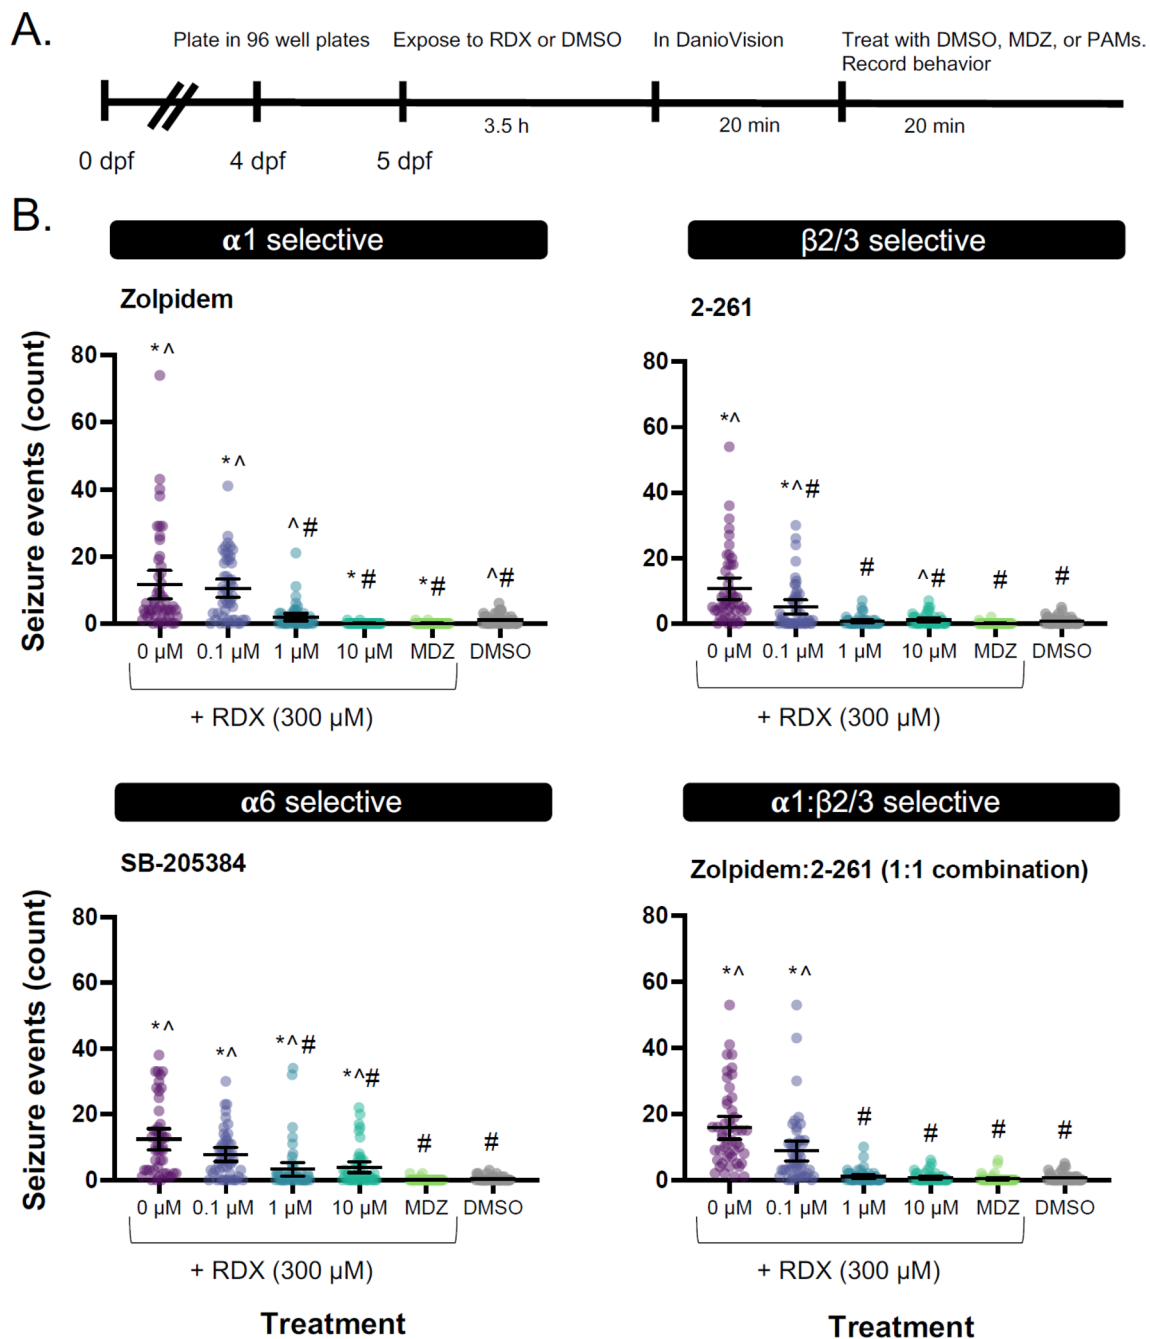 A.
Plate in 96 well plates
Expose to RDX or DMSO
In DanioVision
Treat with DMSO, MDZ, or PAMs.
Record behavior
3.5 h
20 min
20 min
0 dpf
4 dpf
5 dpf
B.
α1 selective
Zolpidem
Seizure events (count)
80
60
40
20
0
*^
*^
^#
*#
*#
^#
0 µM
0.1 µM
1 µM
10 µM
MDZ
DMSO
+ RDX (300 µM)
β2/3 selective
2-261
80
60
40
20
0
*^
*^#
#
^#
#
#
0 µM
0.1 µM
1 µM
10 µM
MDZ
DMSO
+ RDX (300 µM)
α6 selective
SB-205384
Seizure events (count)
80
60
40
20
0
*^
*^
*^#
*^#
#
#
0 µM
0.1 µM
1 µM
10 µM
MDZ
DMSO
+ RDX (300 µM)
Treatment
α1:β2/3 selective
Zolpidem:2-261 (1:1 combination)
80
60
40
20
0
*^
*^
#
#
#
#
0 µM
0.1 µM
1 µM
10 µM
MDZ
DMSO
+ RDX (300 µM)
Treatment